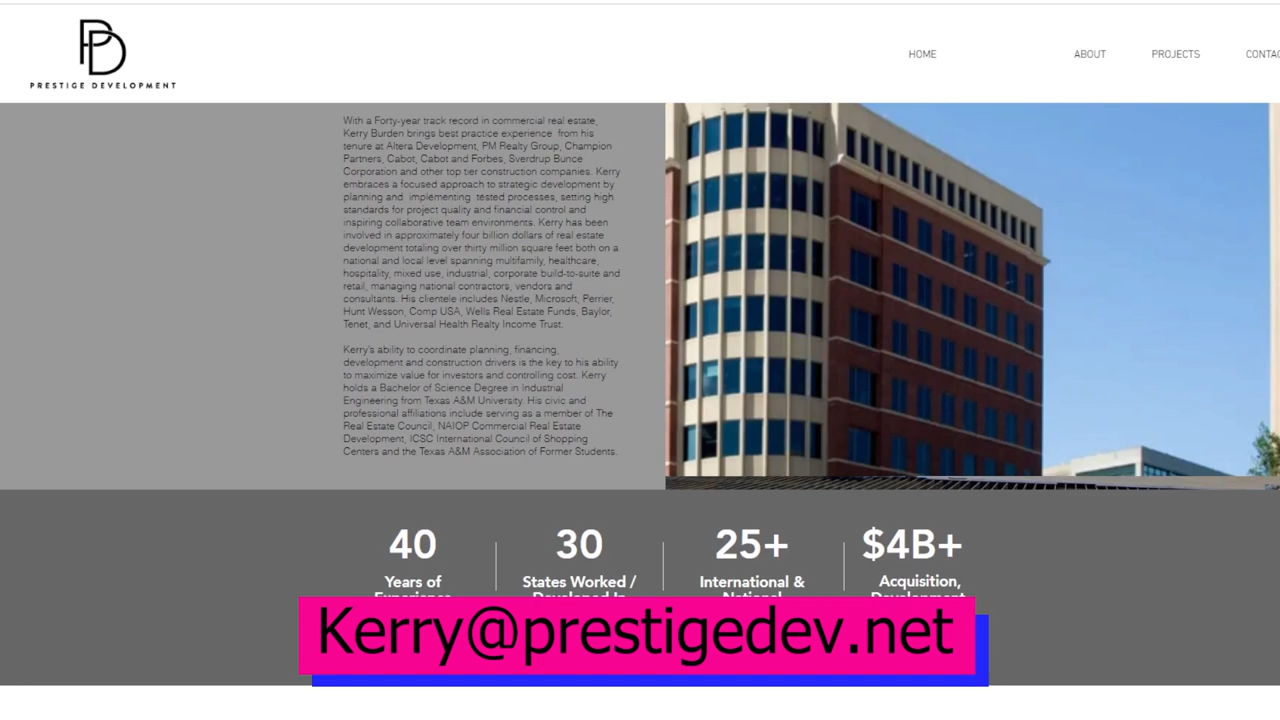 PD
PRESTIGE DEVELOPMENT
HOME
ABOUT
PROJECTS
With a Forty-year track record in commercial real estate,
Kerry Burden brings best practice experience from his
tenure at Altera Development, PM Realty Group, Champion
Partners, Cabot, Cabot and Forbes, Sverdrup Bunce
Corporation and other top tier construction companies. Kerry
embraces a focused approach to strategic development by
planning and implementing tested processes, setting high
standards for project quality and financial control and
inspiring collaborative team environments. Kerry has been
involved in approximately four billion dollars of real estate
development totaling over thirty million square feet both on a
national and local level spanning multifamily, healthcare,
hospitality, mixed use, industrial, corporate build-to-suite and
retail, managing national contractors, vendors and
consultants. His clientele includes Nestle, Microsoft, Perrier,
Hunt Wesson, Comp USA, Wells Real Estate Funds, Baylor,
Tenet, and Universal Health Realty Income Trust.
Kerry's ability to coordinate planning, financing,
development and construction drivers is the key to his ability
to maximize value for investors and controlling cost. Kerry
holds a Bachelor of Science Degree in Industrial
Engineering from Texas A&M University. His civic and
professional affiliations include serving as a member of The
Real Estate Council, NAIOP Commercial Real Estate
Development, ICSC International Council of Shopping
Centers and the Texas A&M Association of Former Students.
40
Years of
Experience
30
States Worked /
Developed In
25+
International &
National
$4B+
Acquisition,
Development
Kerry@prestigedev.net